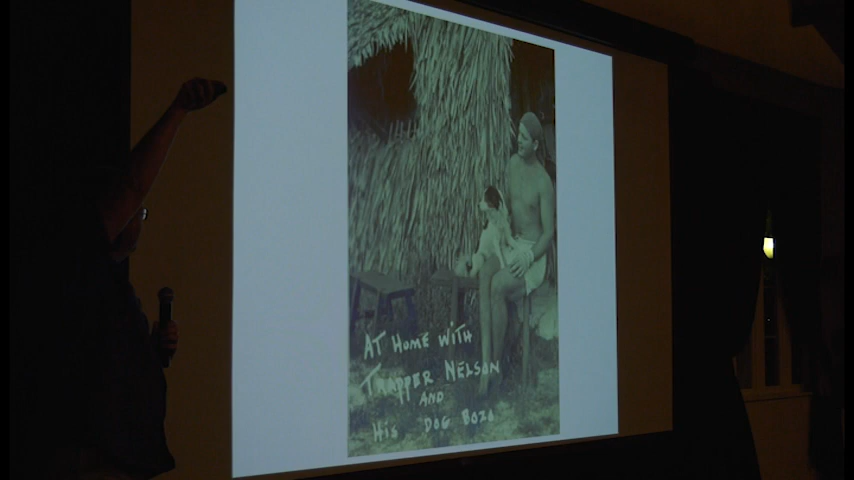 AT HOME WITH
TRAPPER NELSON
AND
HiS DOG BOZO